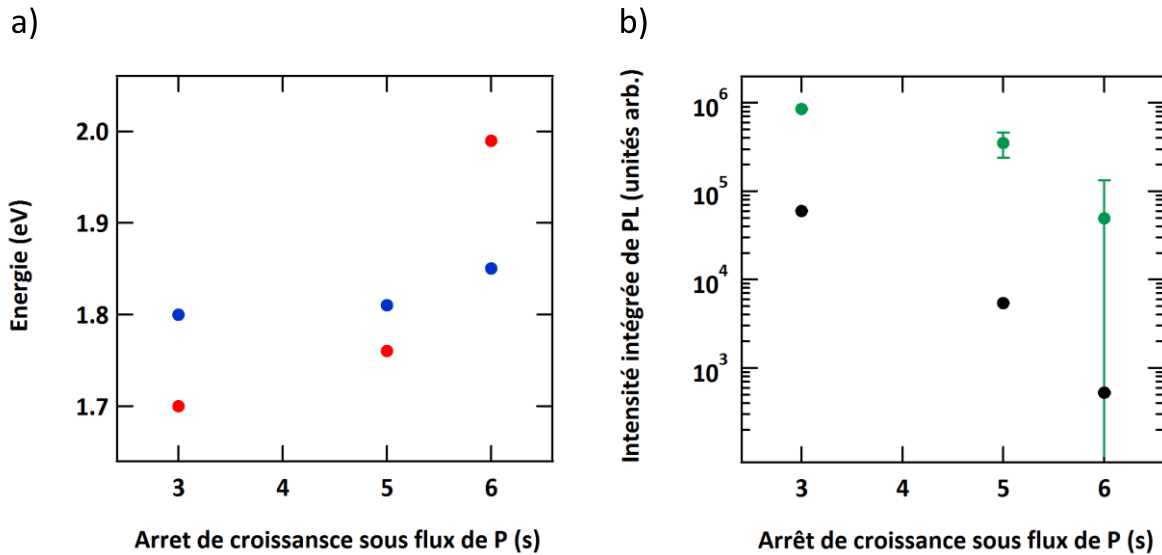 a)
Energie (eV)
2.0
1.9
1.8
1.7
3 4 5 6
Arret de croissansce sous flux de P (s)
b)
Intensité intégrée de PL (unités arb.)
10^6
10^5
10^4
10^3
3 4 5 6
Arrêt de croissance sous flux de P (s)